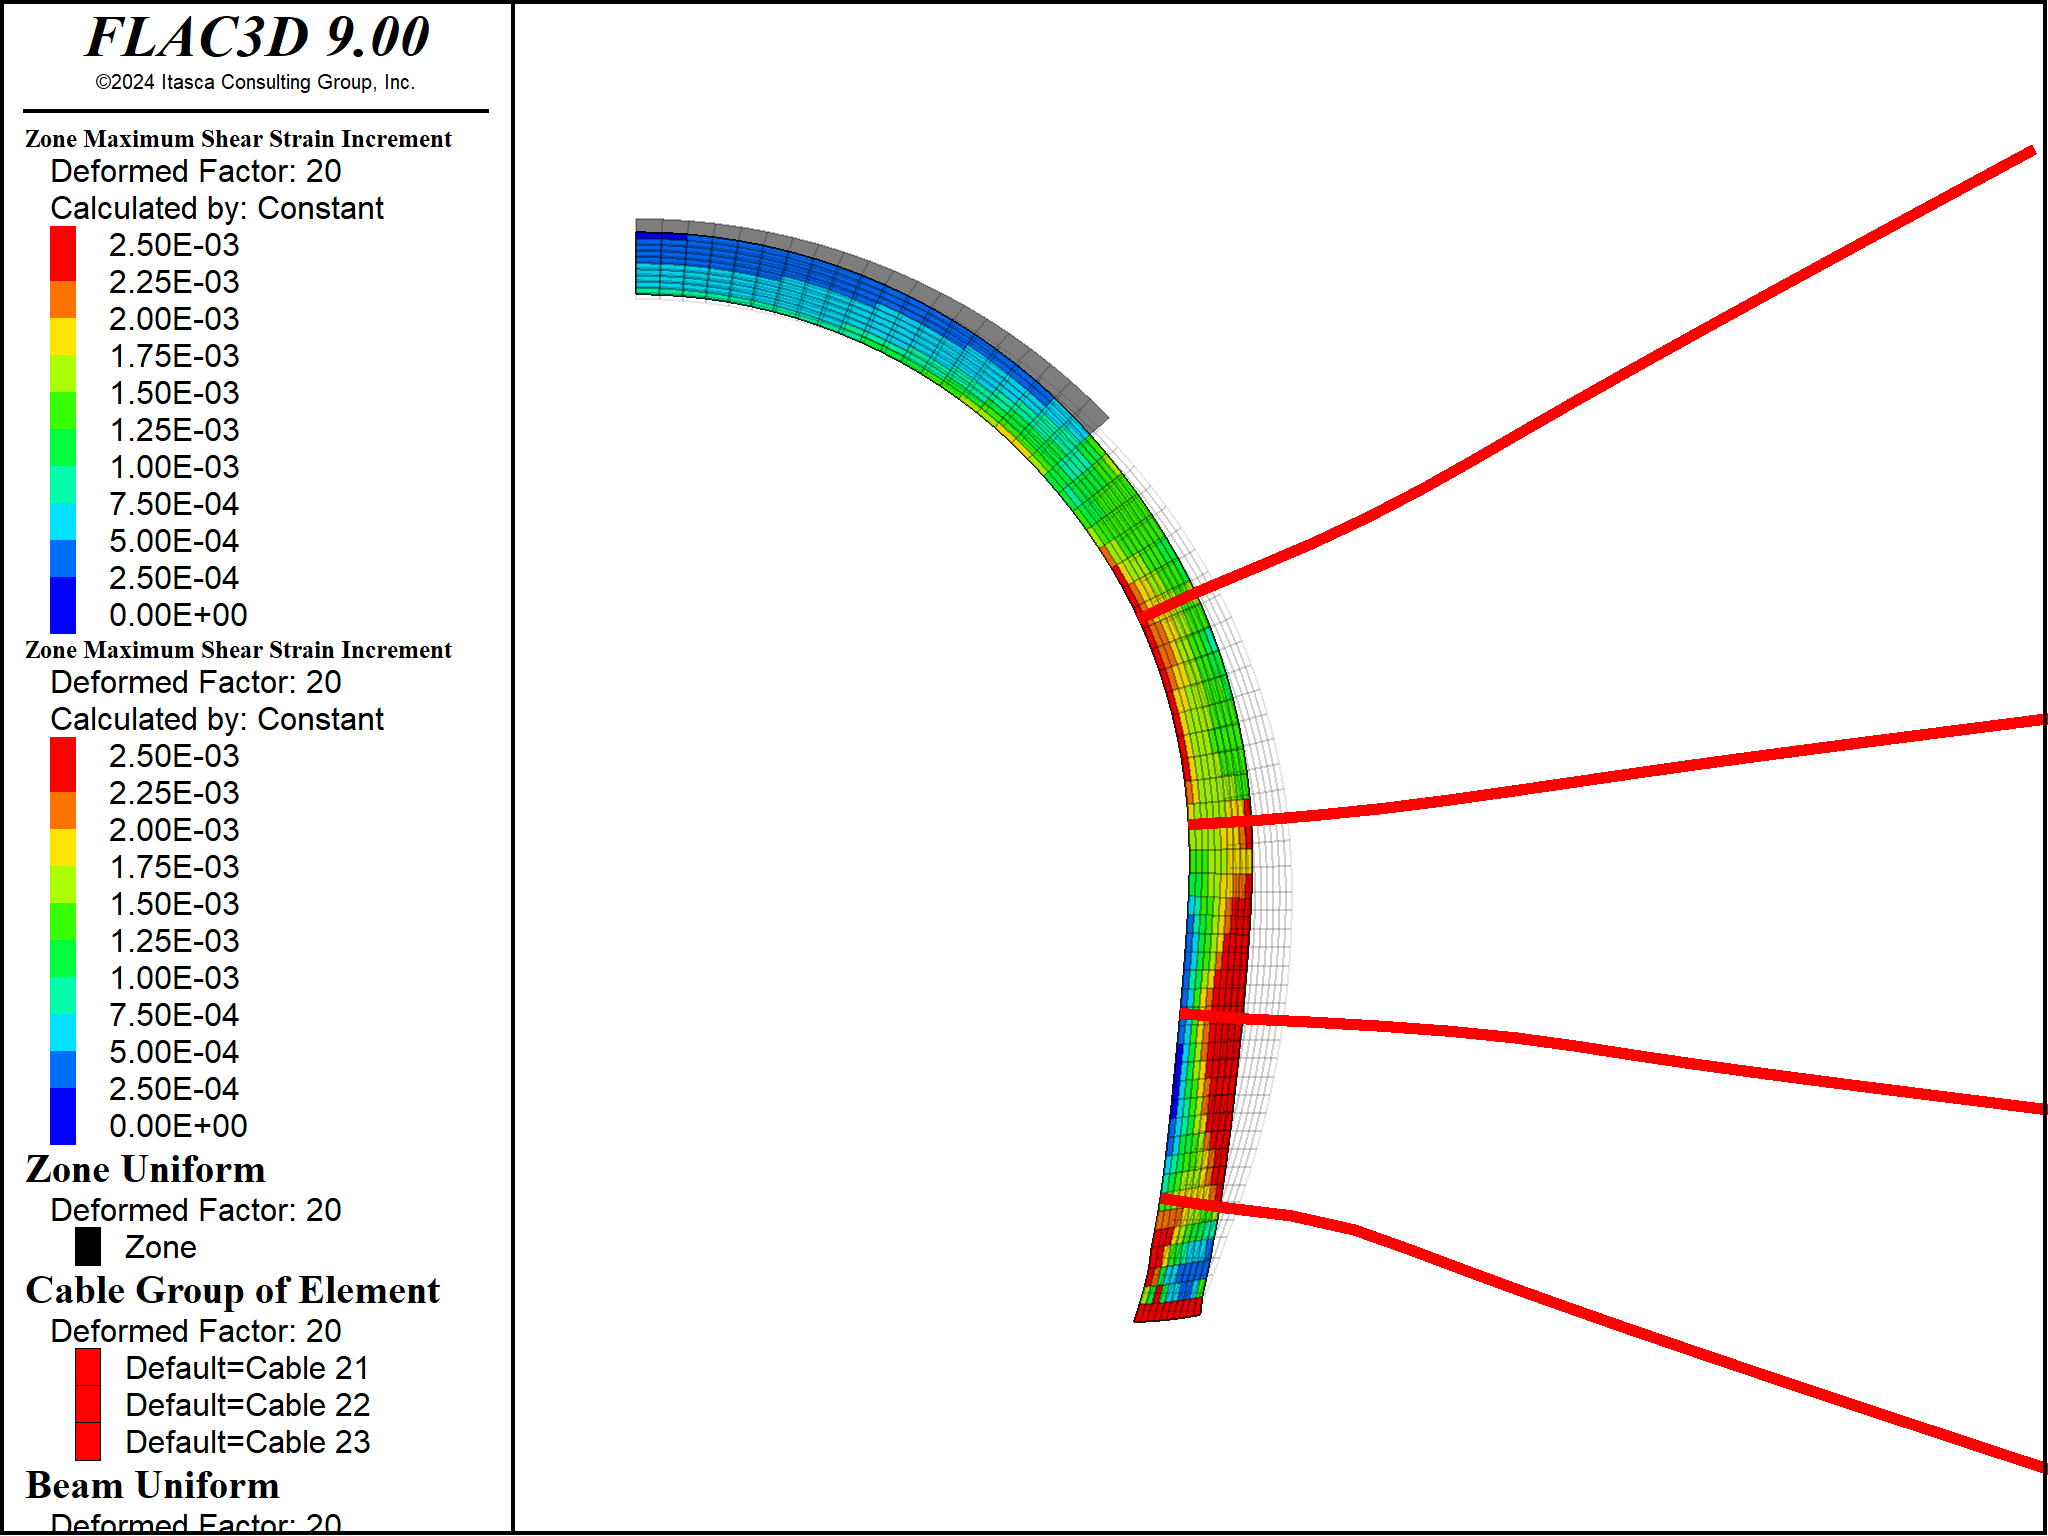 FLAC3D 9.00
©2024 Itasca Consulting Group, Inc.
Zone Maximum Shear Strain Increment
Deformed Factor: 20
Calculated by: Constant
2.50E-03
2.25E-03
2.00E-03
1.75E-03
1.50E-03
1.25E-03
1.00E-03
7.50E-04
5.00E-04
2.50E-04
0.00E+00
Zone Maximum Shear Strain Increment
Deformed Factor: 20
Calculated by: Constant
2.50E-03
2.25E-03
2.00E-03
1.75E-03
1.50E-03
1.25E-03
1.00E-03
7.50E-04
5.00E-04
2.50E-04
0.00E+00
Zone Uniform
Deformed Factor: 20
Zone
Cable Group of Element
Deformed Factor: 20
Default=Cable 21
Default=Cable 22
Default=Cable 23
Beam Uniform
Deformed Factor: 20